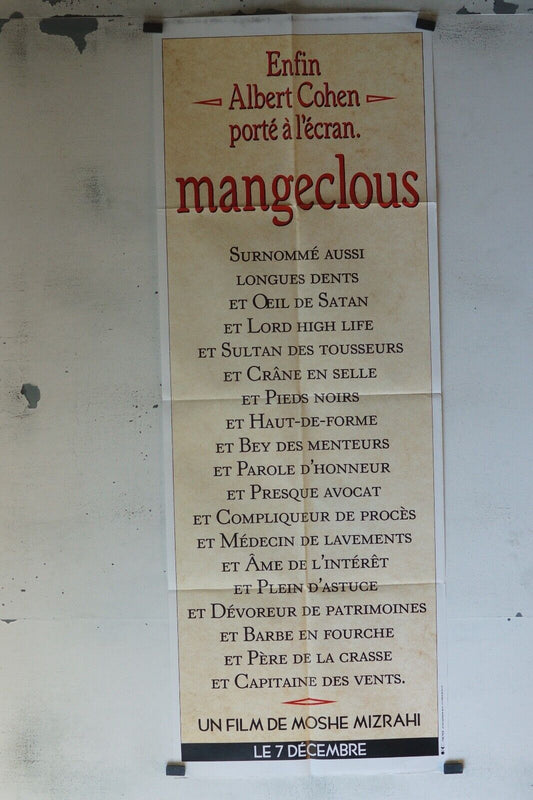 Enfin
Albert Cohen
porté à l'écran.
mangeclous
Surnommé aussi
longues dents
et Œil de Satan
et Lord high life
et Sultan des tousseurs
et Crâne en selle
et Pieds noirs
et Haut-de-forme
et Bey des menteurs
et Parole d'honneur
et Presque avocat
et Compliqueur de procès
et Médecin de lavements
et Âme de l'intérêt
et Plein d'astuce
et Dévoreur de patrimoines
et Barbe en fourche
et Père de la crasse
et Capitaine des vents.
UN FILM DE MOSHE MIZRAHI
LE 7 DÉCEMBRE